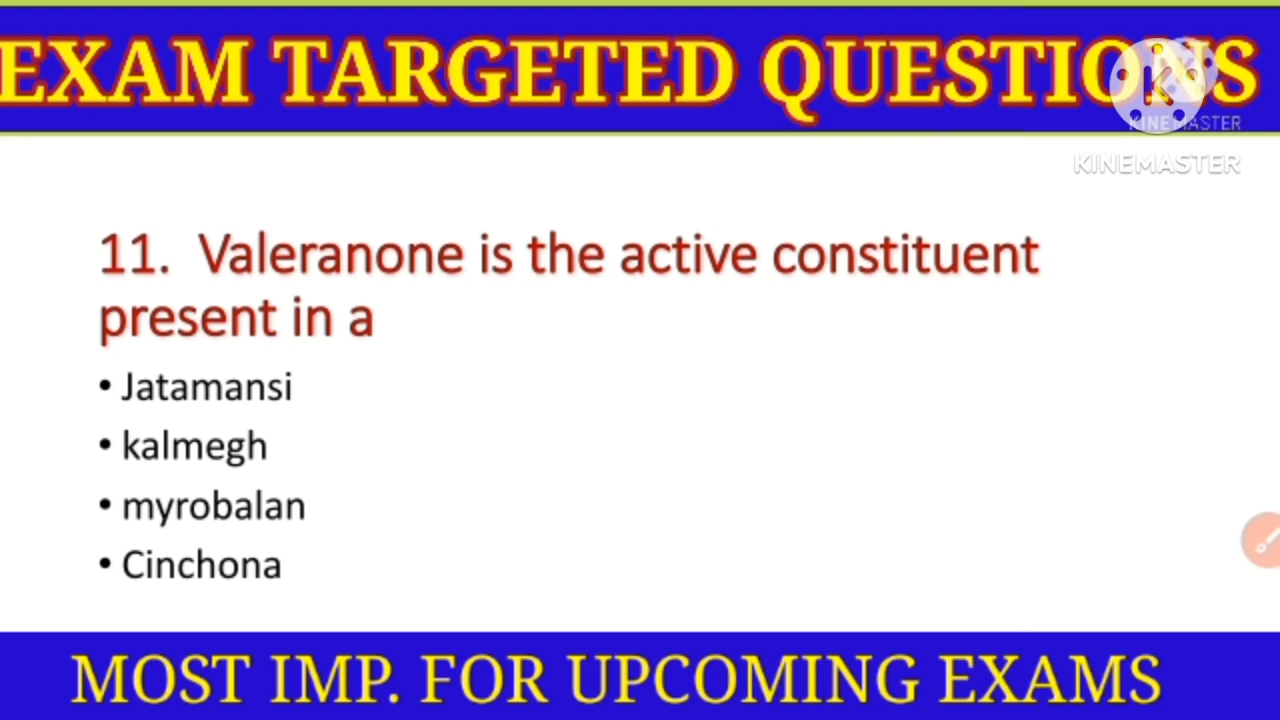 EXAM TARGETED QUESTIONS
KINEMASTER
KINEMASTER
11. Valeranone is the active constituent
present in a
• Jatamansi
• kalmegh
• myrobalan
• Cinchona
MOST IMP. FOR UPCOMING EXAMS